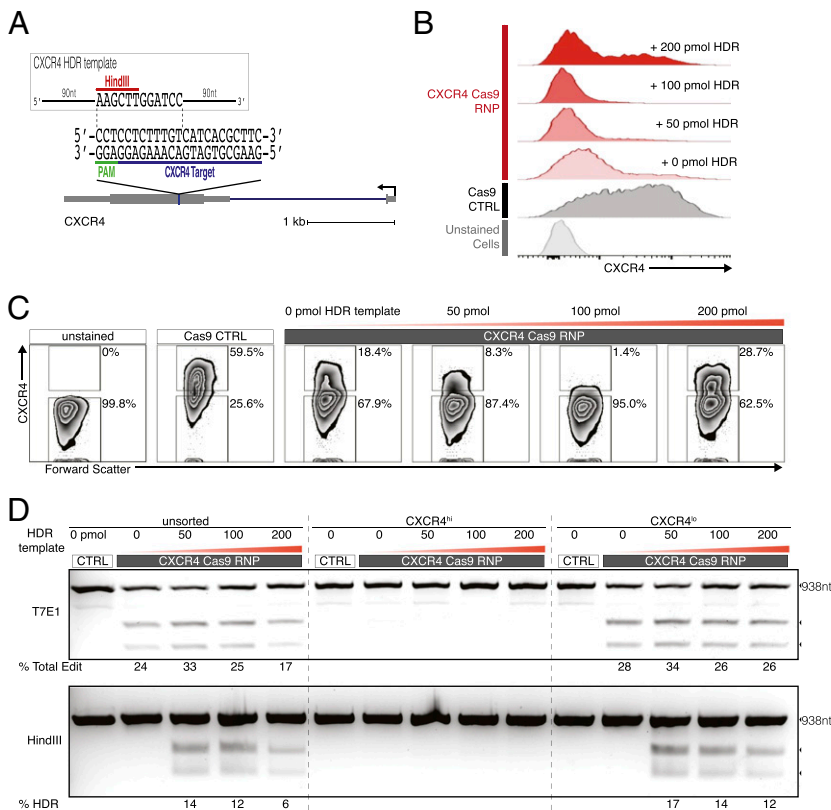 A
CXCR4 HDR template
HindIII
90nt 90nt
5' AAGCTTGGATCC 3'
5'-CCTCCTCTTTGTCATCACGCTTC-3'
3'-GGAGGAGAAACAGTAGTGCGAAG-5'
PAM CXCR4 Target
CXCR4
1 kb
B
CXCR4 Cas9
RNP
+ 200 pmol HDR
+ 100 pmol HDR
+ 50 pmol HDR
+ 0 pmol HDR
Cas9
CTRL
Unstained
Cells
CXCR4
C
0 pmol HDR template 50 pmol 100 pmol 200 pmol
unstained Cas9 CTRL CXCR4 Cas9 RNP
0% 59.5% 18.4% 8.3% 1.4% 28.7%
99.8% 25.6% 67.9% 87.4% 95.0% 62.5%
CXCR4
Forward Scatter
D
unsorted CXCR4hi CXCR4lo
HDR
template
0 pmol 0 50 100 200 0 0 50 100 200 0 0 50 100 200
CTRL CXCR4 Cas9 RNP CTRL CXCR4 Cas9 RNP CTRL CXCR4 Cas9 RNP
T7E1
938nt
% Total Edit 24 33 25 17 28 34 26 26
HindIII
938nt
% HDR 14 12 6 17 14 12